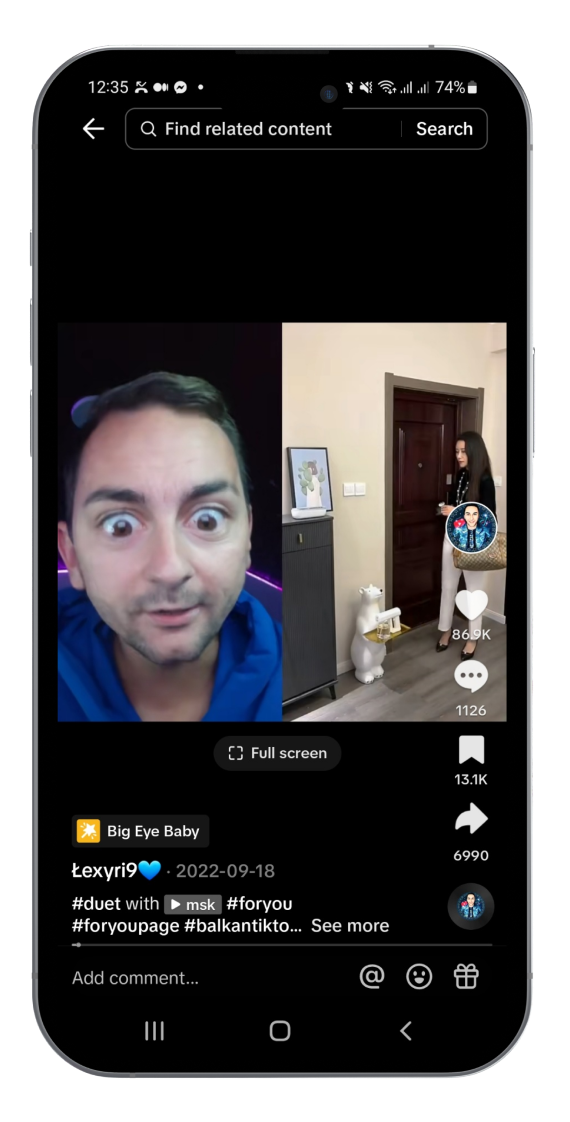 12:35
74%
Find related content
Search
86.9K
1126
Full screen
13.1K
Big Eye Baby
6990
Łexyri9💙 · 2022-09-18
#duet with ▶ msk #foryou
#foryoupage #balkantikto... See more
Add comment...